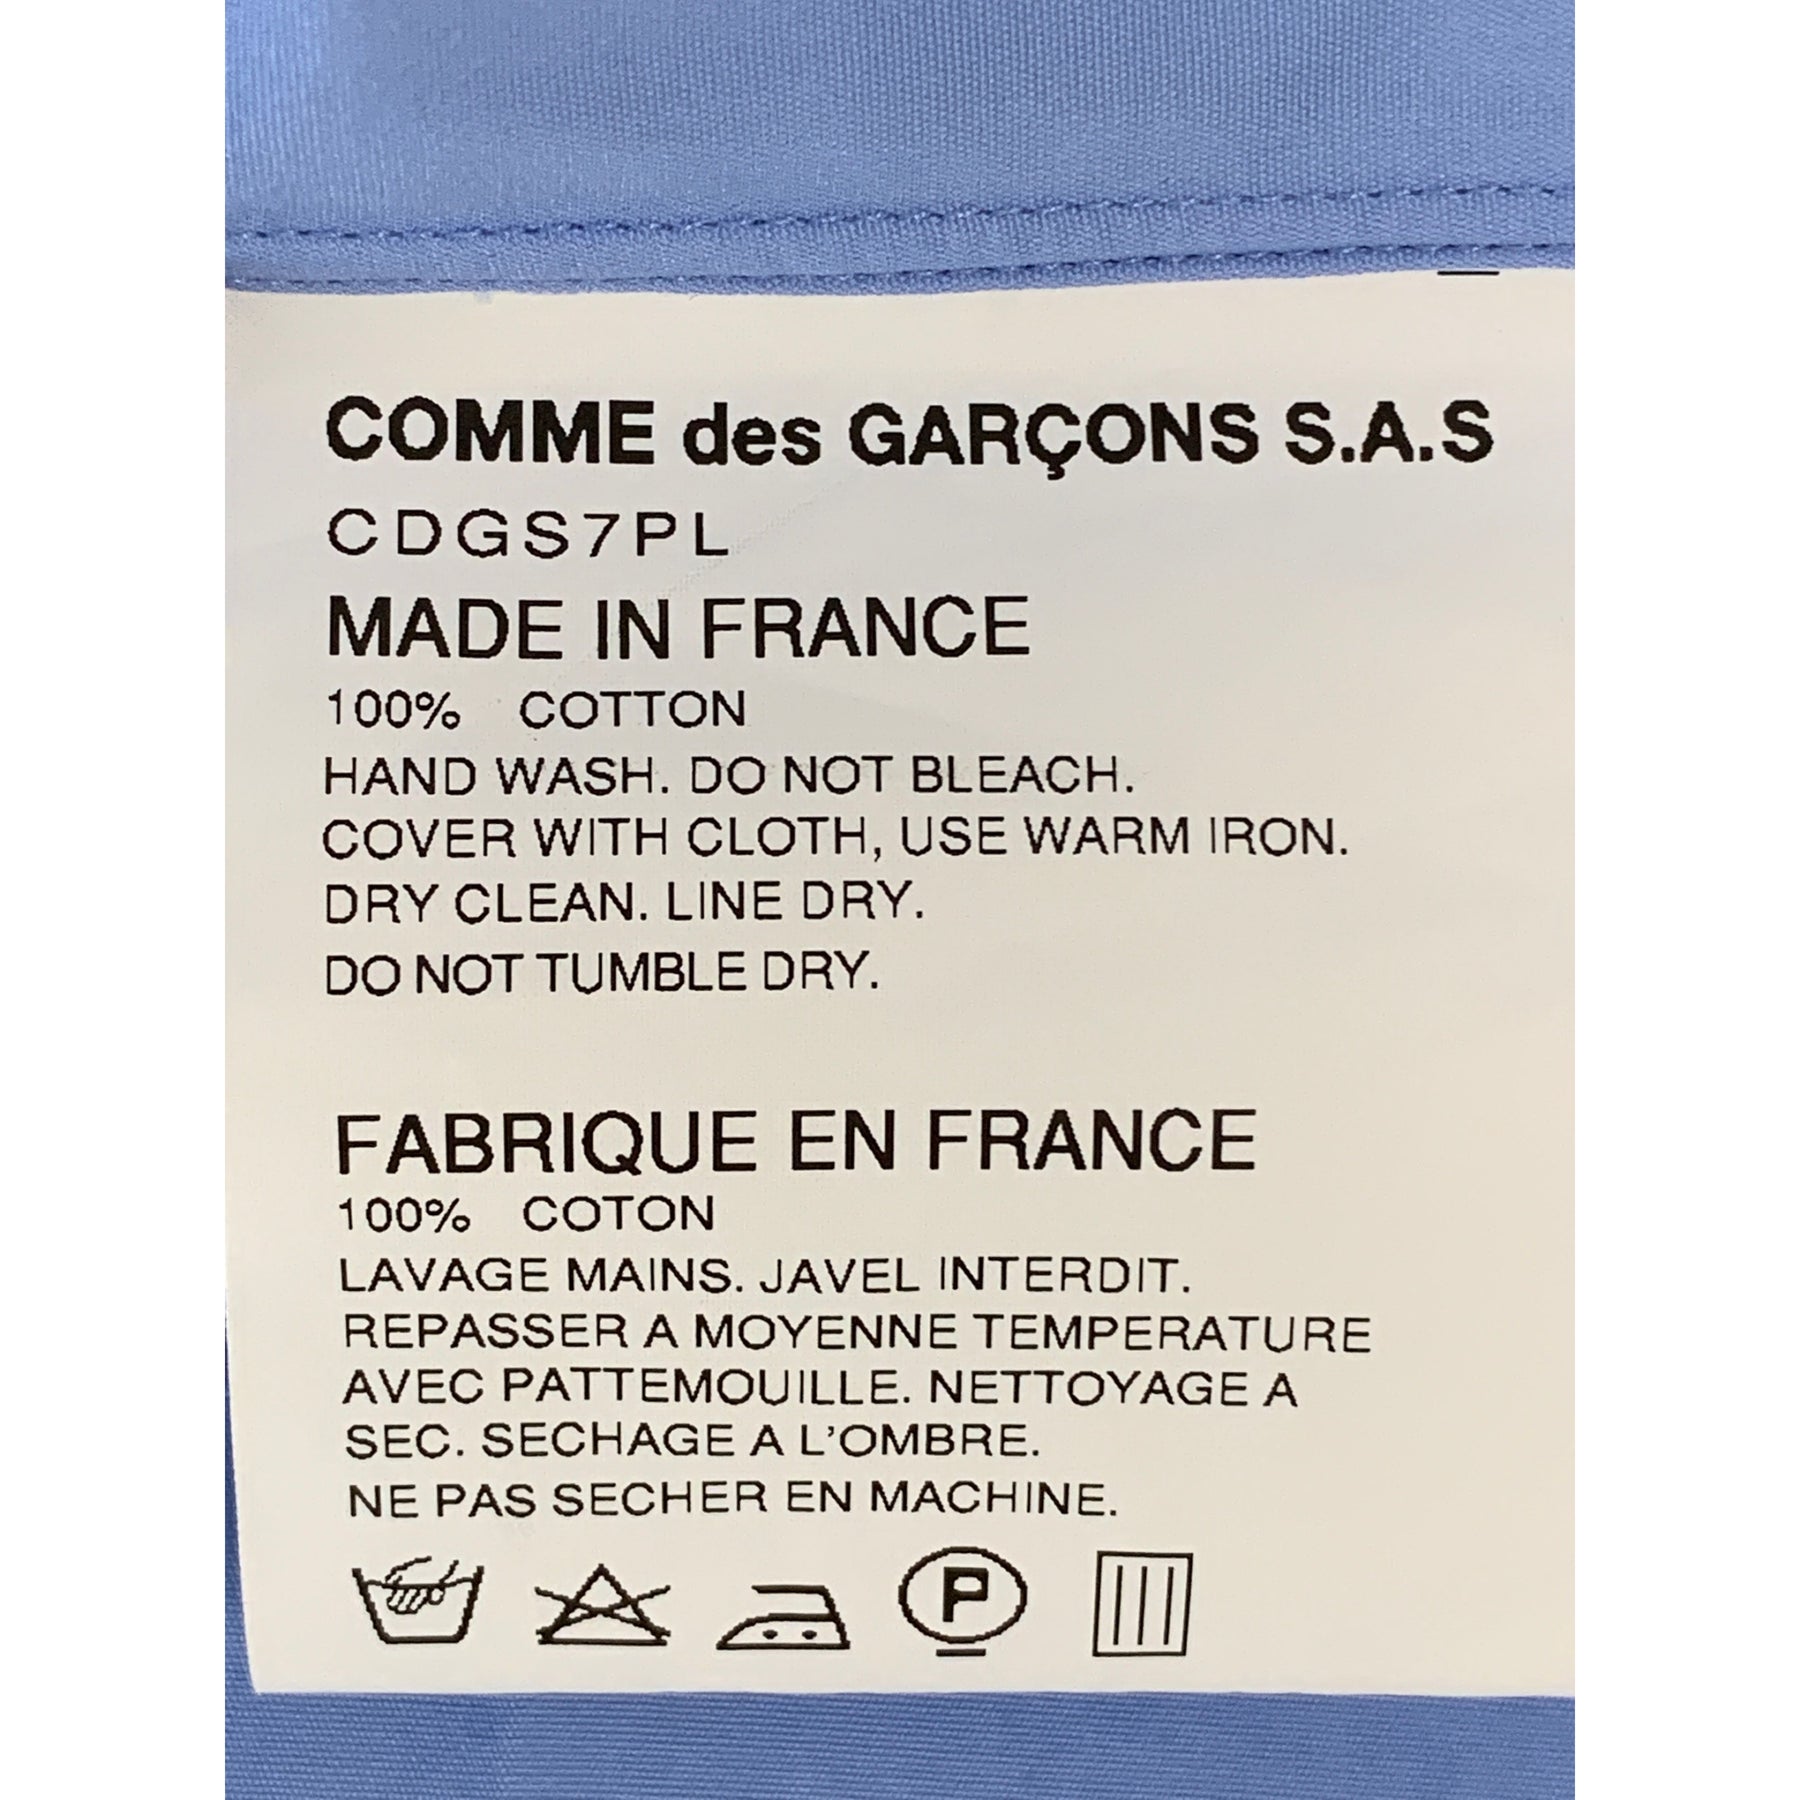 COMME des GARÇONS S.A.S
CDGS7PL
MADE IN FRANCE
100% COTTON
HAND WASH. DO NOT BLEACH.
COVER WITH CLOTH, USE WARM IRON.
DRY CLEAN. LINE DRY.
DO NOT TUMBLE DRY.
FABRIQUE EN FRANCE
100% COTON
LAVAGE MAINS. JAVEL INTERDIT.
REPASSER A MOYENNE TEMPERATURE
AVEC PATTEMOUILLE. NETTOYAGE A
SEC. SECHAGE A L'OMBRE.
NE PAS SECHER EN MACHINE.
P